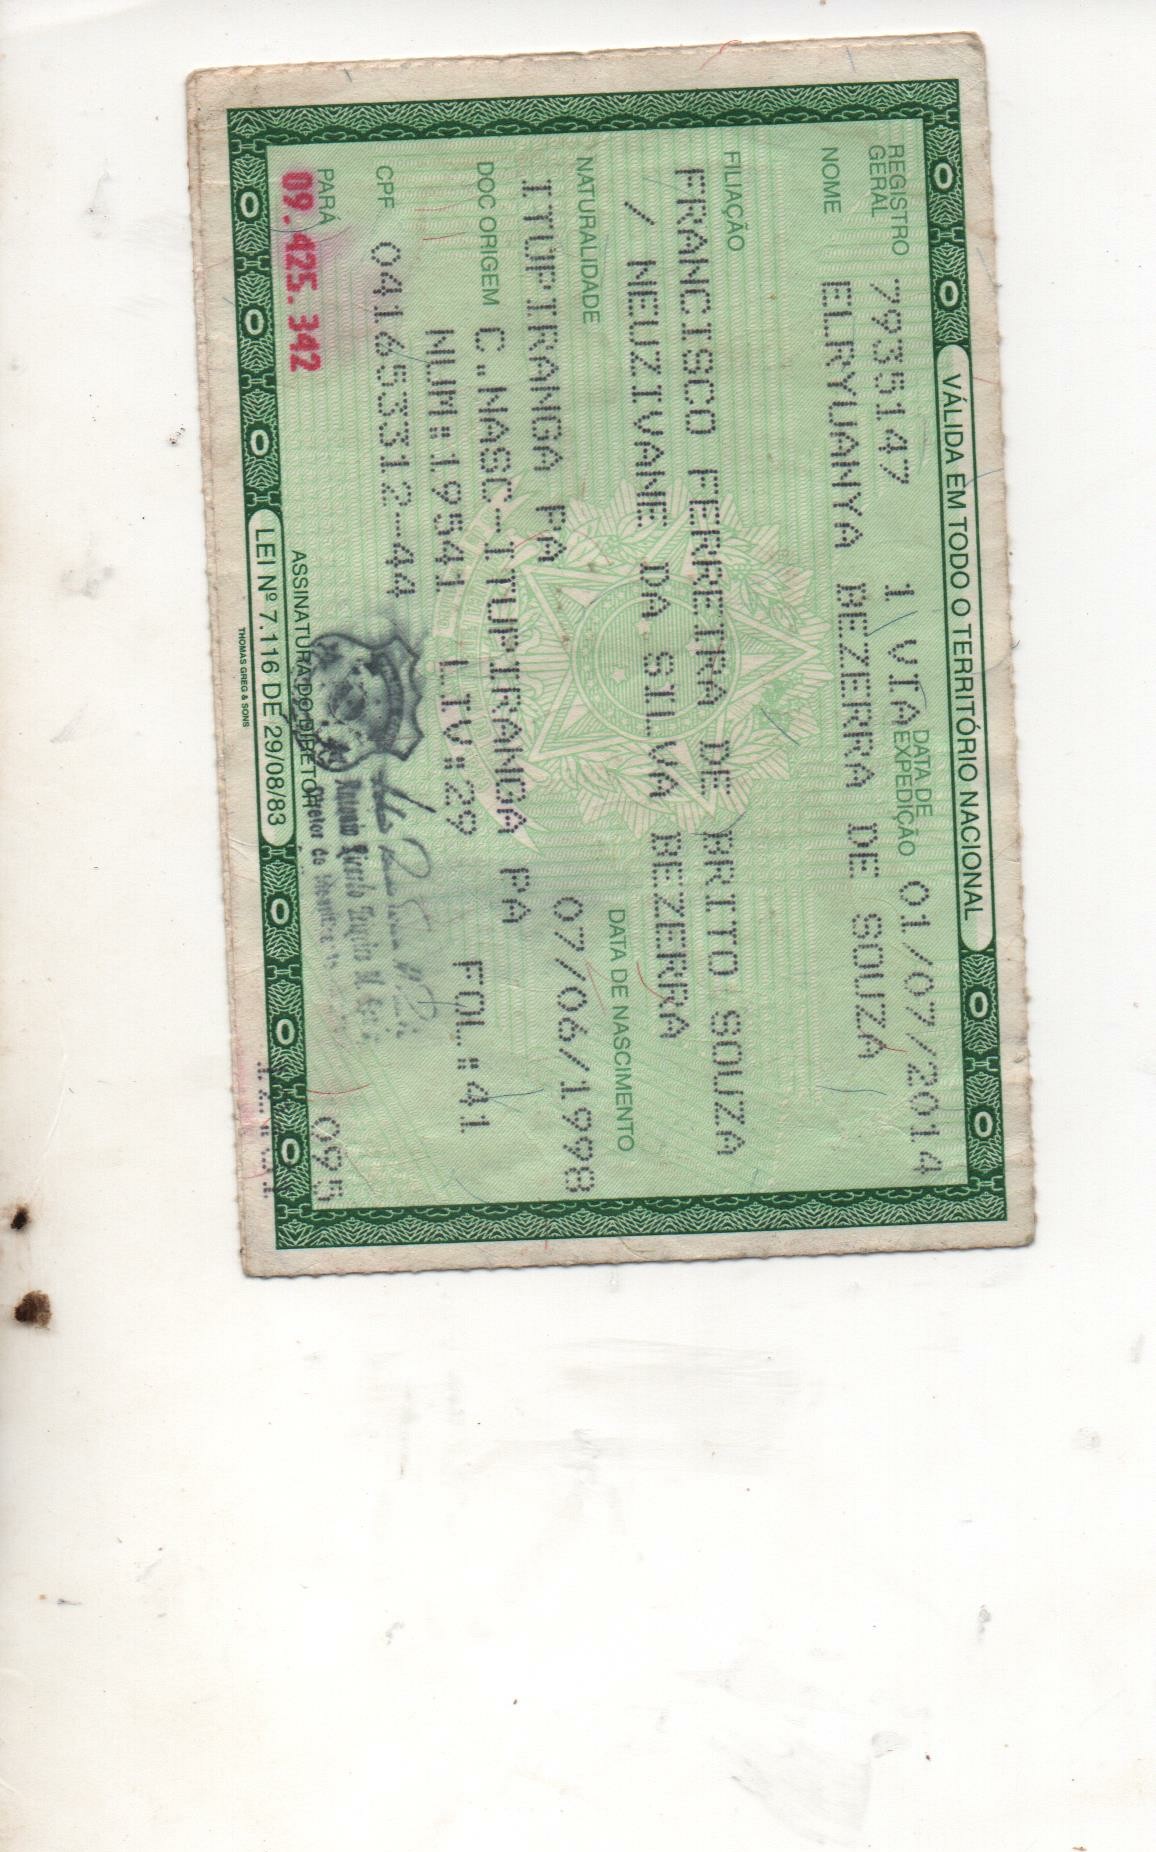 VÁLIDA EM TODO O TERRITÓRIO NACIONAL
REGISTRO GERAL 7935147 1 VIA DATA DE EXPEDIÇÃO 01/07/2014
NOME ELRYUANYA BEZERRA DE SOUZA
FILIAÇÃO
FRANCISCO FERREIRA DE BRITO SOUZA
/ NEUZIVANE DA SILVA BEZERRA
NATURALIDADE DATA DE NASCIMENTO
ITUPIRANGA PA 07/06/1998
DOC ORIGEM C.NASC-ITUPIRANGA PA
NUM:19541 LIV:29 FOL:41
CPF 041653312-44
PARÁ
09.425.342
ASSINATURA DO DIRETOR
095
LEI Nº 7.116 DE 29/08/83
THOMAS GREG & SONS